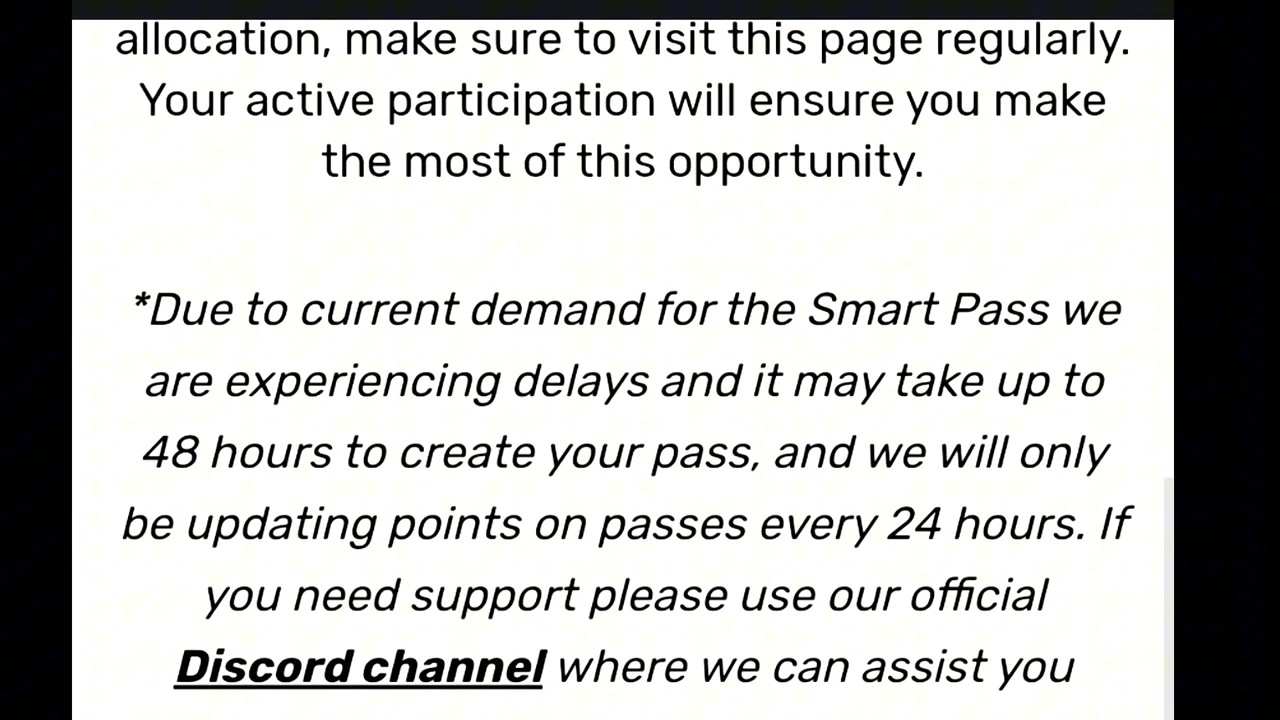 allocation, make sure to visit this page regularly.
Your active participation will ensure you make
the most of this opportunity.
*Due to current demand for the Smart Pass we
are experiencing delays and it may take up to
48 hours to create your pass, and we will only
be updating points on passes every 24 hours. If
you need support please use our official
Discord channel where we can assist you